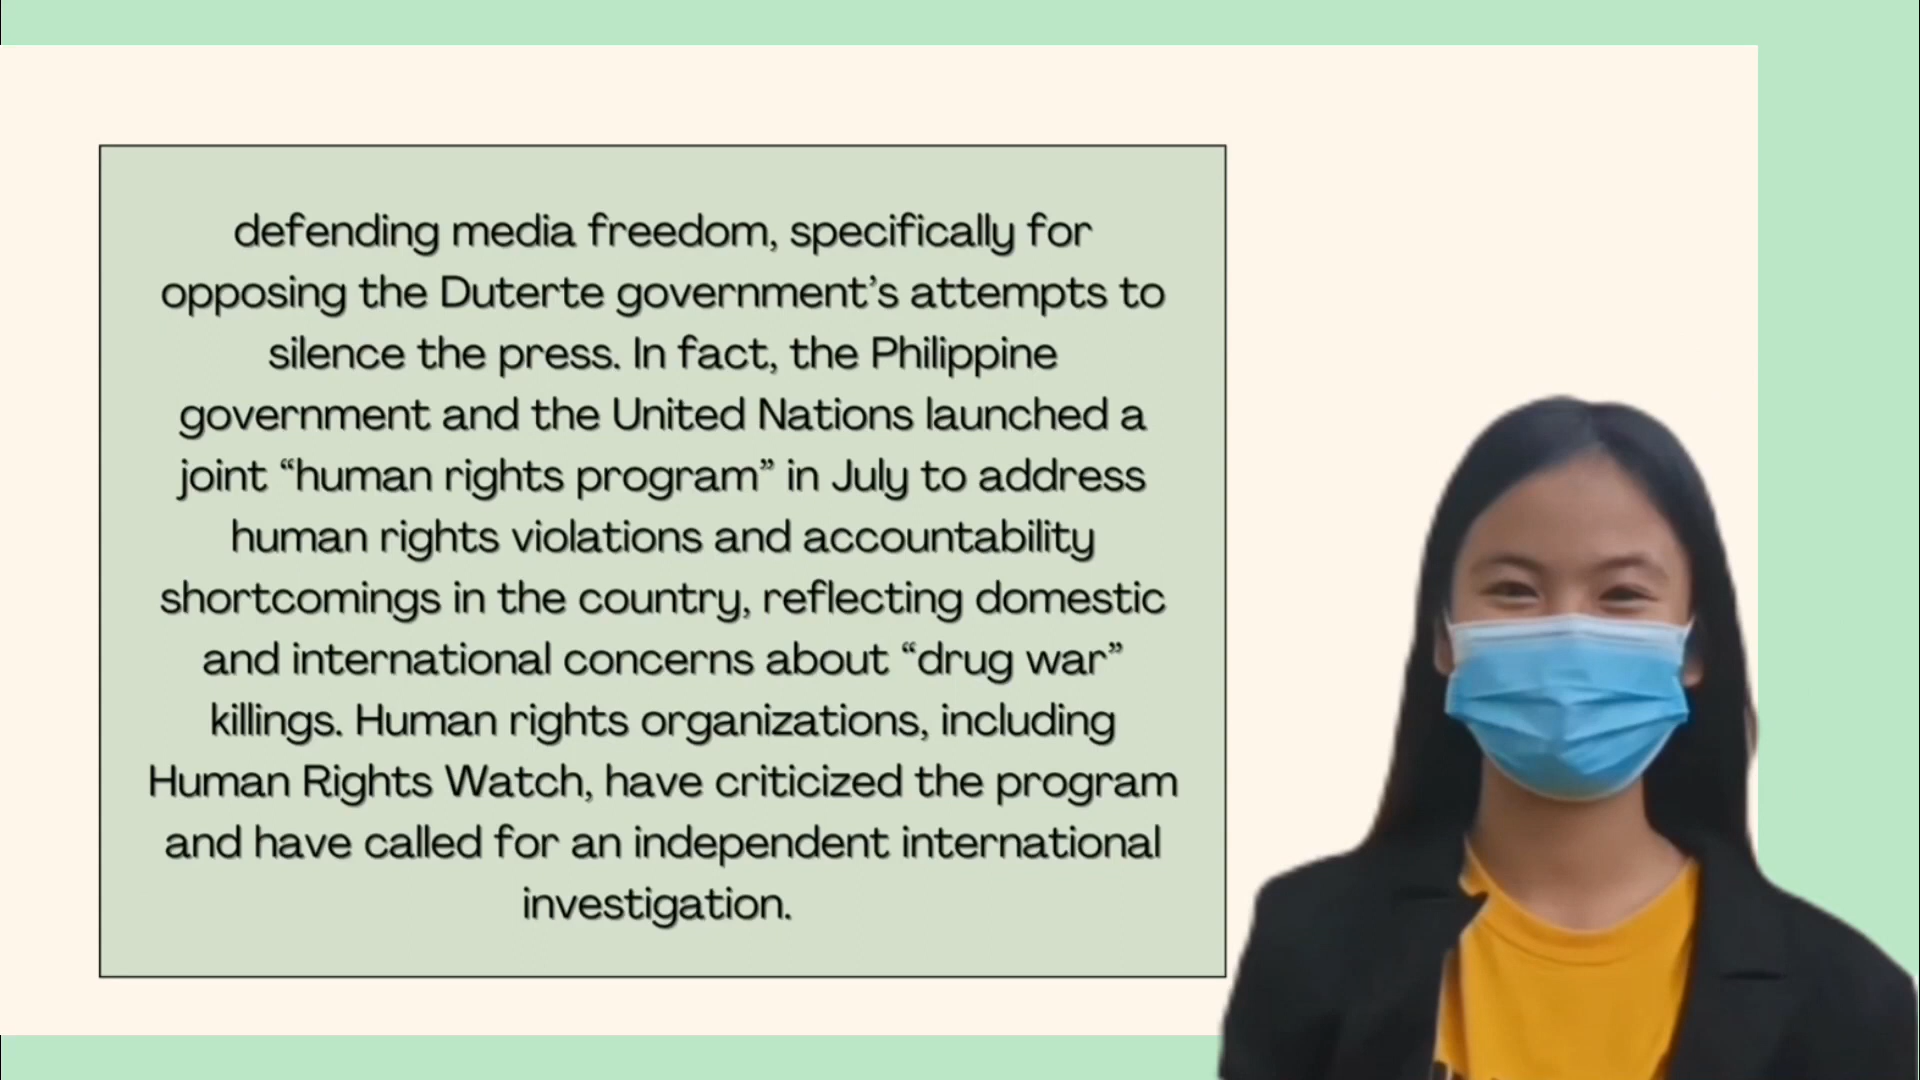 defending media freedom, specifically for
opposing the Duterte government’s attempts to
silence the press. In fact, the Philippine
government and the United Nations launched a
joint “human rights program” in July to address
human rights violations and accountability
shortcomings in the country, reflecting domestic
and international concerns about “drug war”
killings. Human rights organizations, including
Human Rights Watch, have criticized the program
and have called for an independent international
investigation.